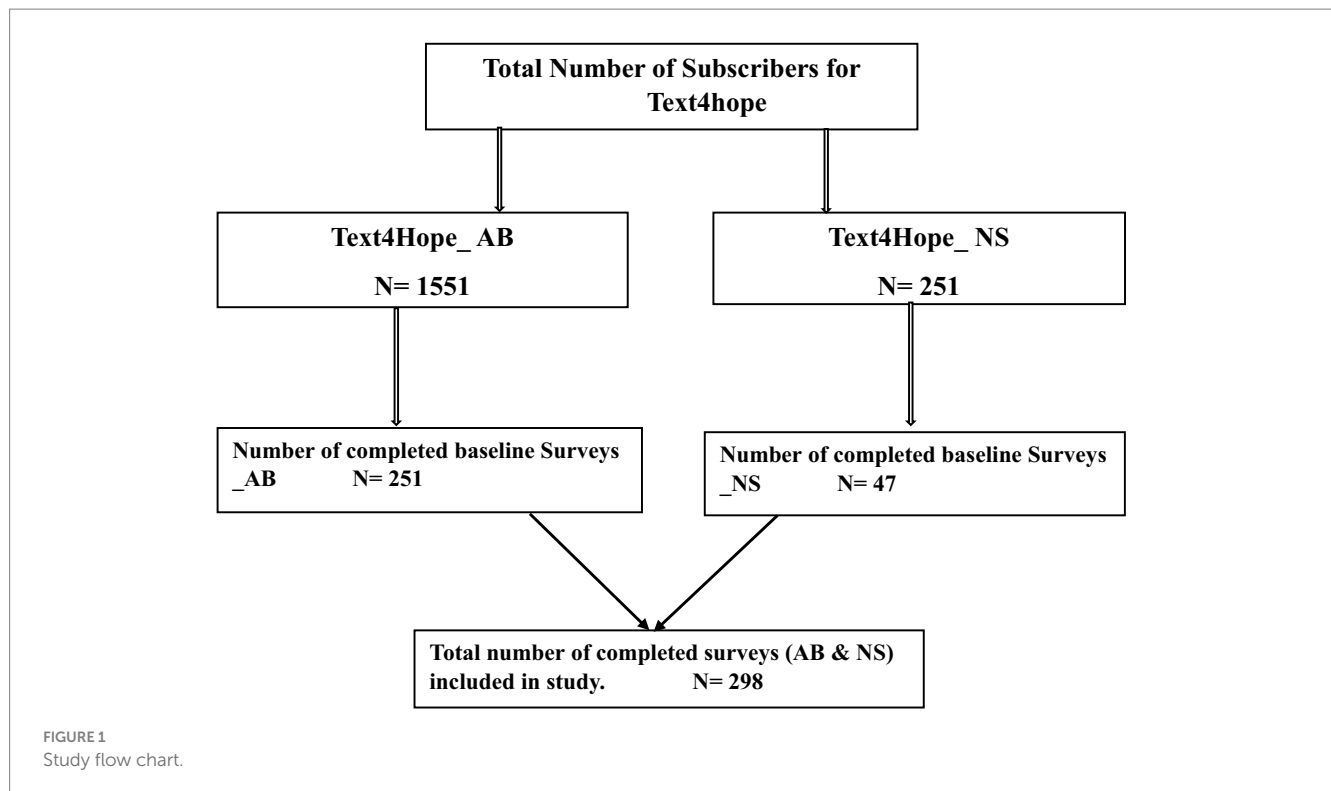 Total Number of Subscribers for
Text4hope
Text4Hope_ AB
N= 1551
Text4Hope_ NS
N= 251
Number of completed baseline Surveys
_AB N= 251
Number of completed baseline Surveys
_NS N= 47
Total number of completed surveys (AB & NS)
included in study. N= 298
FIGURE 1
Study flow chart.